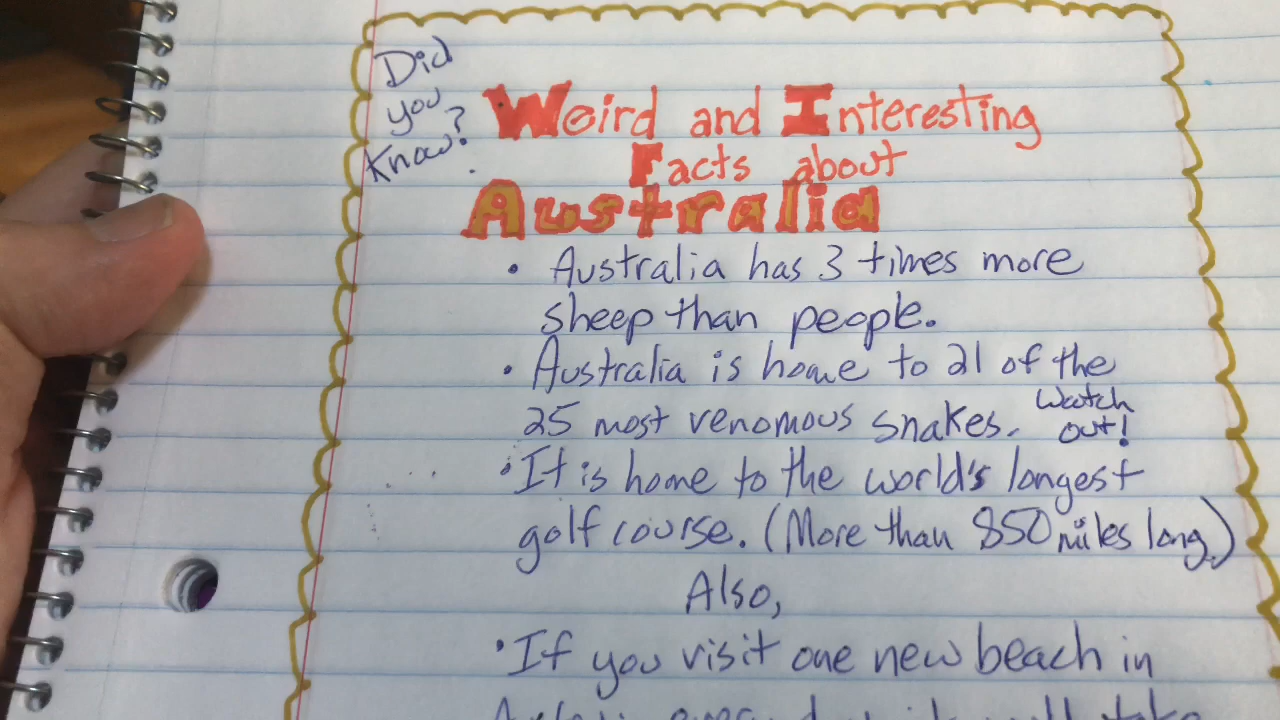 Did
you
know?
Weird and Interesting
Facts about
Australia
• Australia has 3 times more
sheep than people.
• Australia is home to 21 of the
25 most venomous snakes. Watch
out!
• It is home to the world's longest
golf course. (More than 850 miles long.)
Also,
• If you visit one new beach in